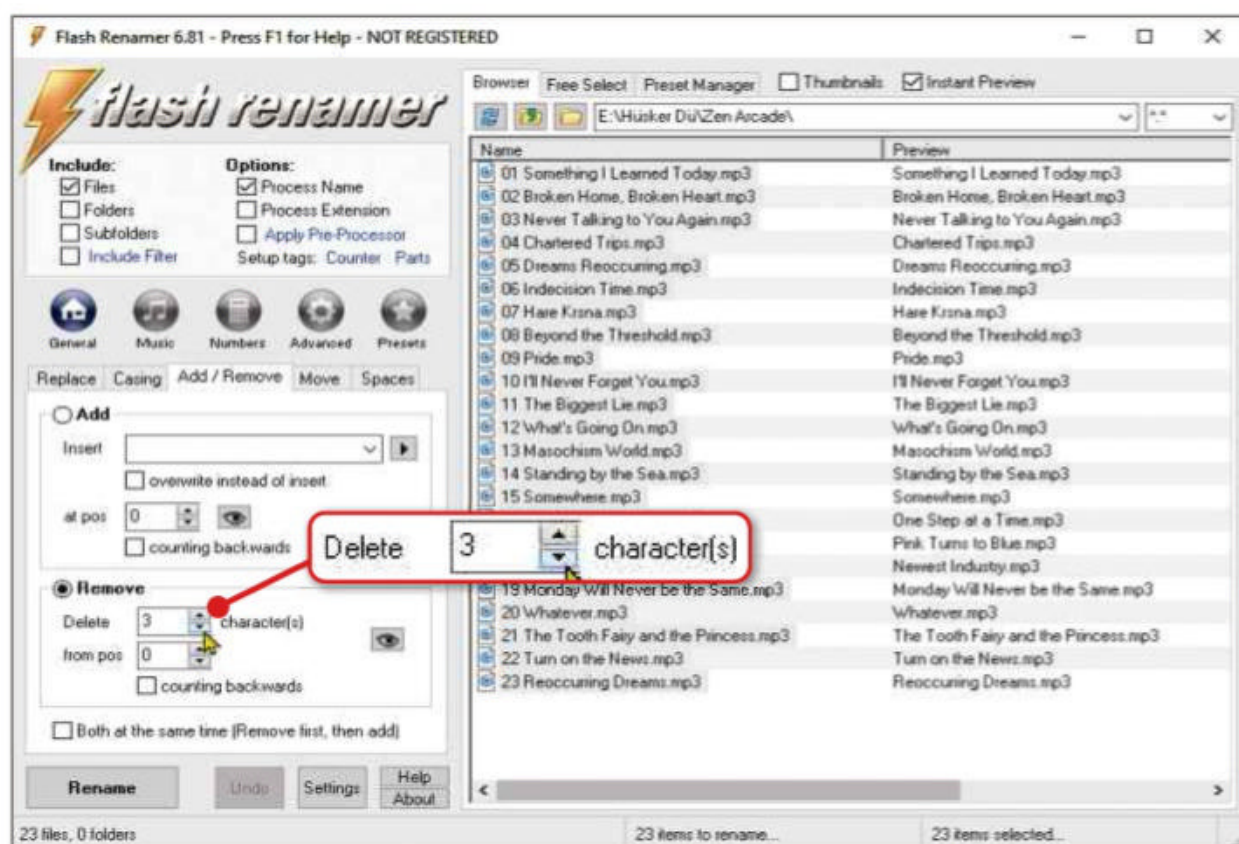 Flash Renamer 6.81 - Press F1 for Help - NOT REGISTERED
flash renamer
Include:
Files
Folders
Subfolders
Include Filter
Options:
Process Name
Process Extension
Apply Pre-Processor
Setup tags: Counter Parts
General Music Numbers Advanced Presets
Replace Casing Add / Remove Move Spaces
Add
Insert
overwrite instead of insert
at pos 0
counting backwards
Remove
Delete 3 character(s)
from pos 0
counting backwards
Both at the same time (Remove first, then add)
Rename Undo Settings Help
About
Delete 3 character(s)
Browser Free Select Preset Manager Thumbnails Instant Preview
E:\Hüsker Dü\Zen Arcade\ *.*
Name Preview
01 Something I Learned Today.mp3 Something I Learned Today.mp3
02 Broken Home, Broken Heart.mp3 Broken Home, Broken Heart.mp3
03 Never Talking to You Again.mp3 Never Talking to You Again.mp3
04 Chartered Trips.mp3 Chartered Trips.mp3
05 Dreams Reoccurring.mp3 Dreams Reoccurring.mp3
06 Indecision Time.mp3 Indecision Time.mp3
07 Hare Krsna.mp3 Hare Krsna.mp3
08 Beyond the Threshold.mp3 Beyond the Threshold.mp3
09 Pride.mp3 Pride.mp3
10 I'll Never Forget You.mp3 I'll Never Forget You.mp3
11 The Biggest Lie.mp3 The Biggest Lie.mp3
12 What's Going On.mp3 What's Going On.mp3
13 Masochism World.mp3 Masochism World.mp3
14 Standing by the Sea.mp3 Standing by the Sea.mp3
15 Somewhere.mp3 Somewhere.mp3
One Step at a Time.mp3
Pink Turns to Blue.mp3
Newest Industry.mp3
19 Monday Will Never be the Same.mp3 Monday Will Never be the Same.mp3
20 Whatever.mp3 Whatever.mp3
21 The Tooth Fairy and the Princess.mp3 The Tooth Fairy and the Princess.mp3
22 Turn on the News.mp3 Turn on the News.mp3
23 Reoccurring Dreams.mp3 Reoccurring Dreams.mp3
23 files, 0 folders 23 items to rename... 23 items selected...